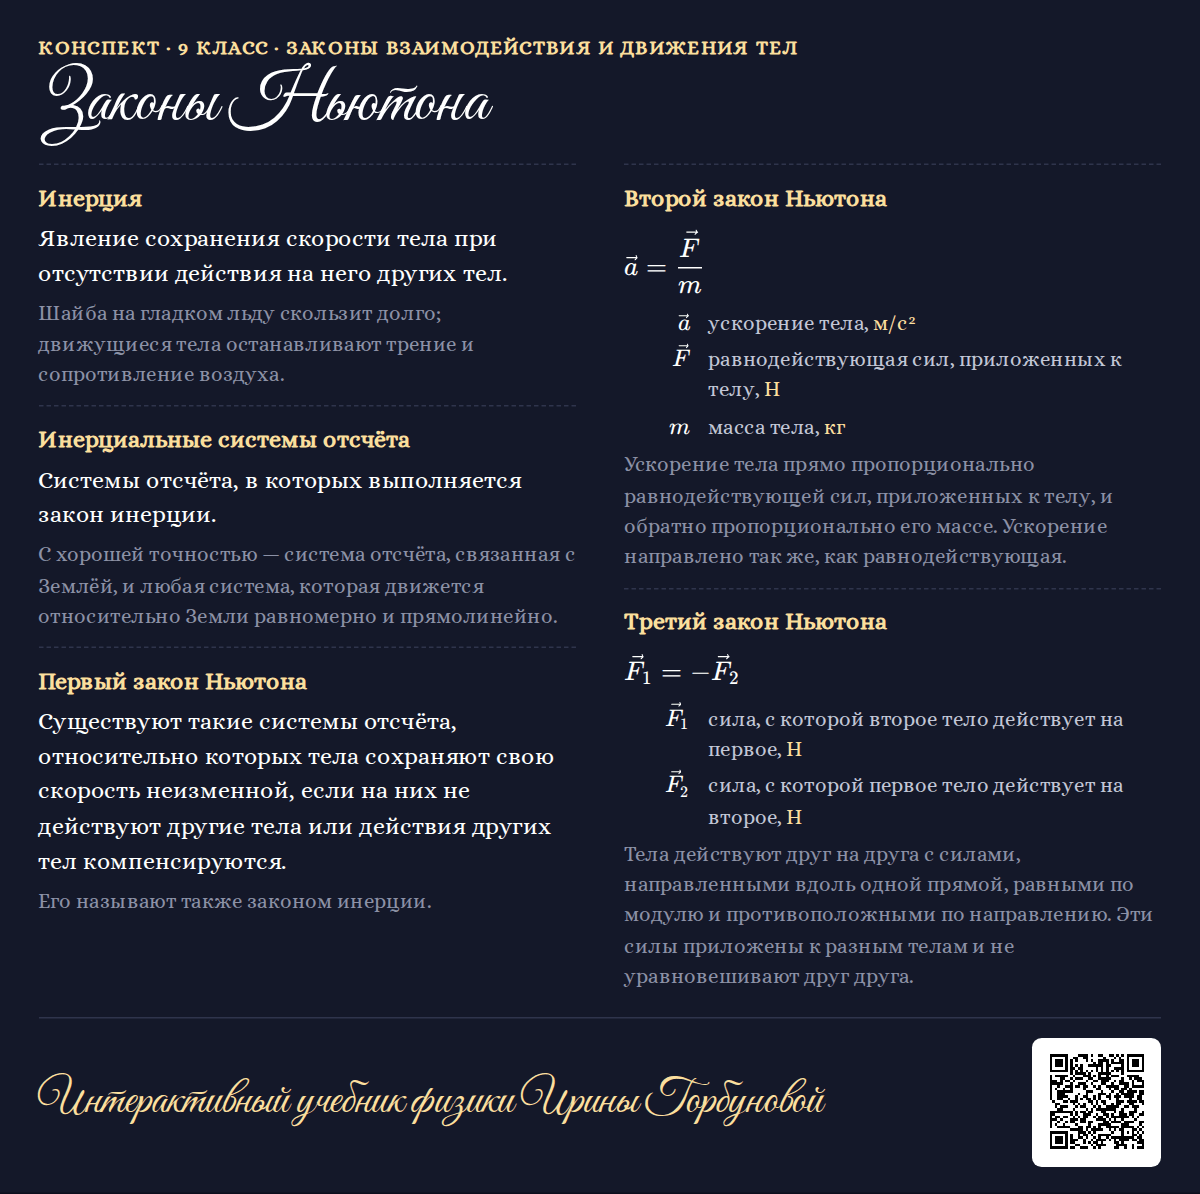 КОНСПЕКТ · 9 КЛАСС · ЗАКОНЫ ВЗАИМОДЕЙСТВИЯ И ДВИЖЕНИЯ ТЕЛ
Законы Ньютона
Инерция
Явление сохранения скорости тела при
отсутствии действия на него других тел.
Шайба на гладком льду скользит долго;
движущиеся тела останавливают трение и
сопротивление воздуха.
Инерциальные системы отсчёта
Системы отсчёта, в которых выполняется
закон инерции.
С хорошей точностью — система отсчёта, связанная с
Землёй, и любая система, которая движется
относительно Земли равномерно и прямолинейно.
Первый закон Ньютона
Существуют такие системы отсчёта,
относительно которых тела сохраняют свою
скорость неизменной, если на них не
действуют другие тела или действия других
тел компенсируются.
Его называют также законом инерции.
Второй закон Ньютона
a⃗ = F⃗ / m
a⃗ ускорение тела, м/с²
F⃗ равнодействующая сил, приложенных к
телу, Н
m масса тела, кг
Ускорение тела прямо пропорционально
равнодействующей сил, приложенных к телу, и
обратно пропорционально его массе. Ускорение
направлено так же, как равнодействующая.
Третий закон Ньютона
F⃗₁ = −F⃗₂
F⃗₁ сила, с которой второе тело действует на
первое, Н
F⃗₂ сила, с которой первое тело действует на
второе, Н
Тела действуют друг на друга с силами,
направленными вдоль одной прямой, равными по
модулю и противоположными по направлению. Эти
силы приложены к разным телам и не
уравновешивают друг друга.
Интерактивный учебник физики Ирины Горбуновой